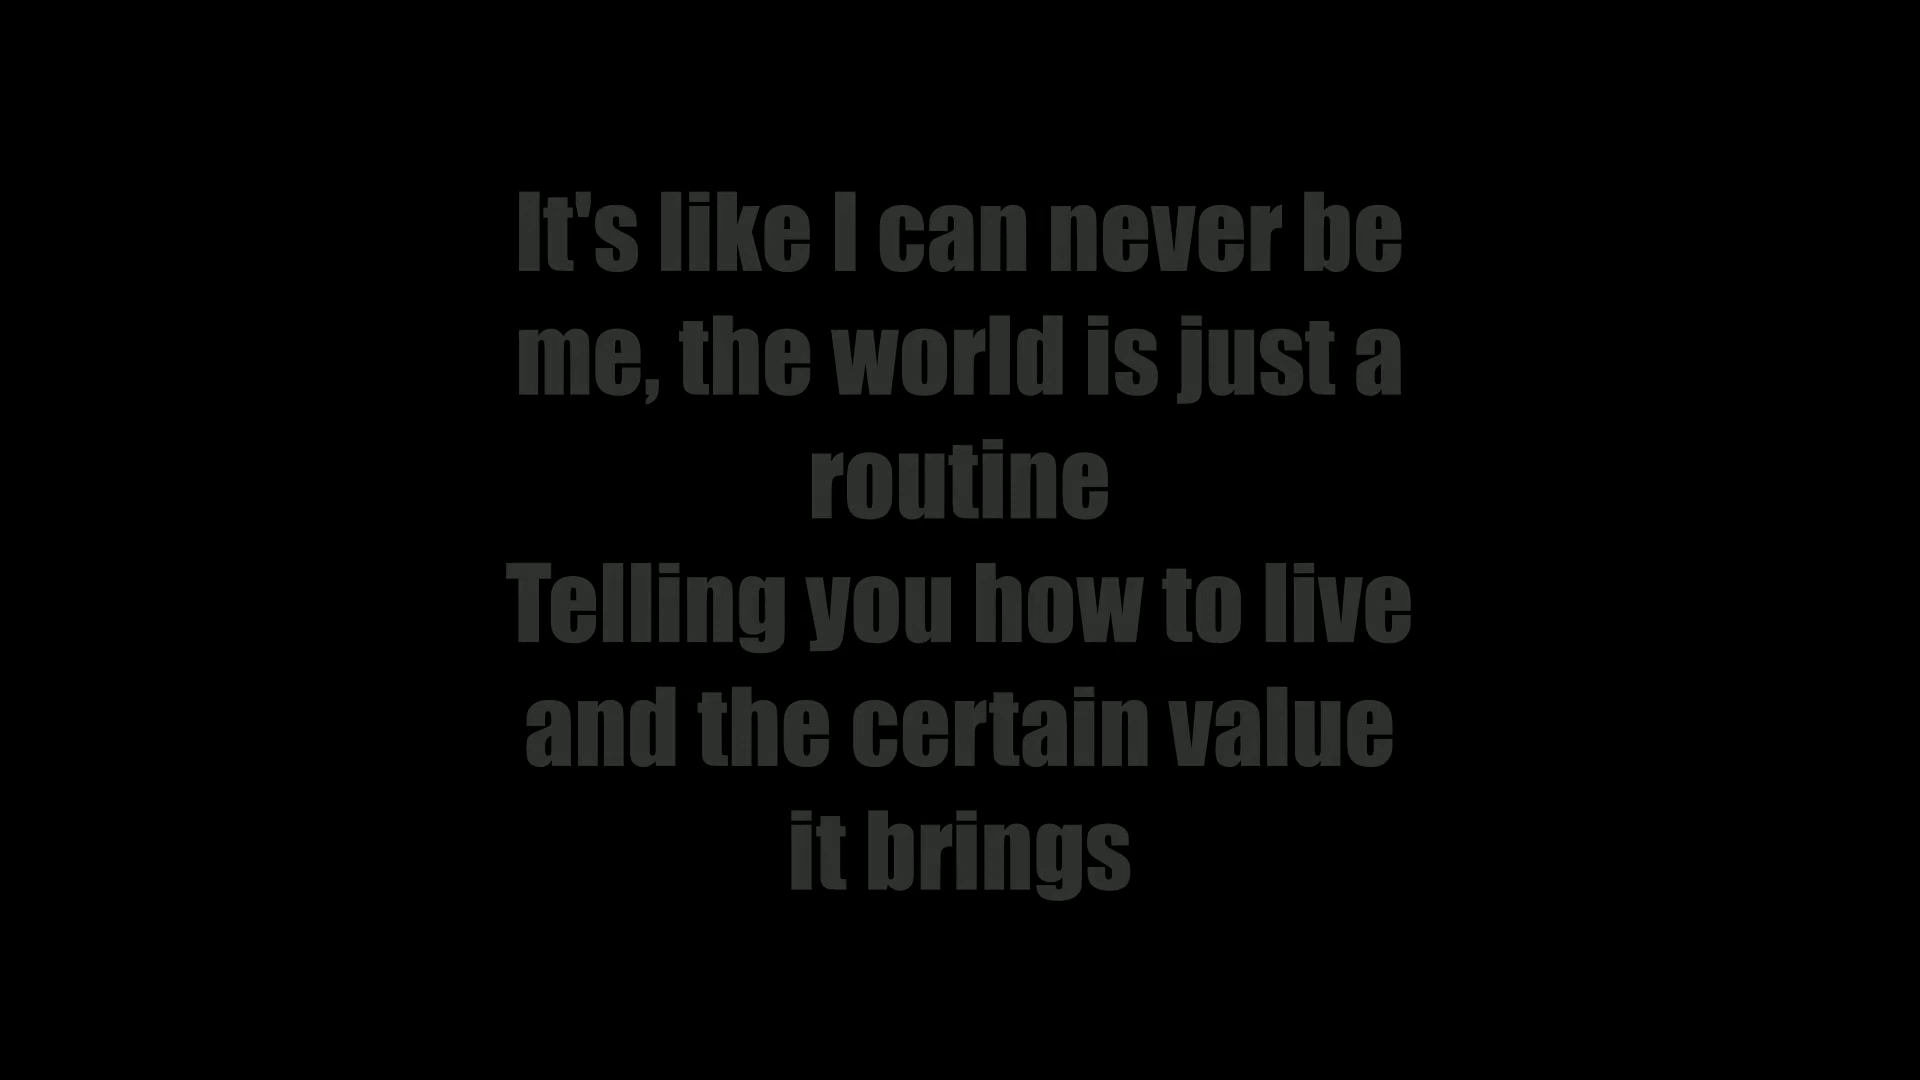 It's like I can never be
me, the world is just a
routine
Telling you how to live
and the certain value
it brings